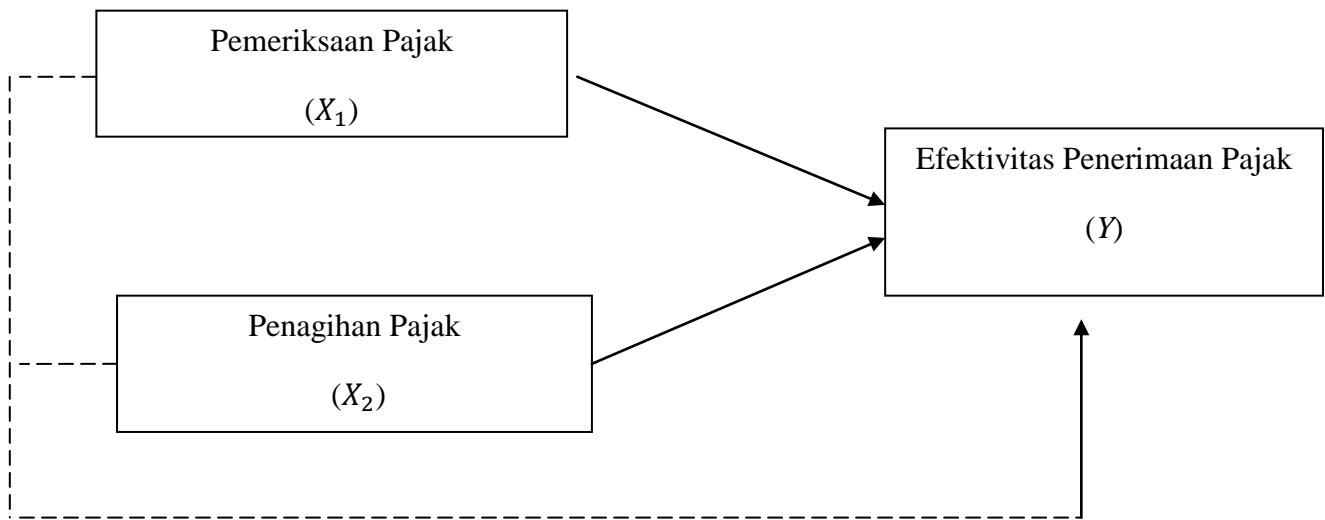 Pemeriksaan Pajak
(𝑋₁)
Efektivitas Penerimaan Pajak
(Y)
Penagihan Pajak
(𝑋₂)